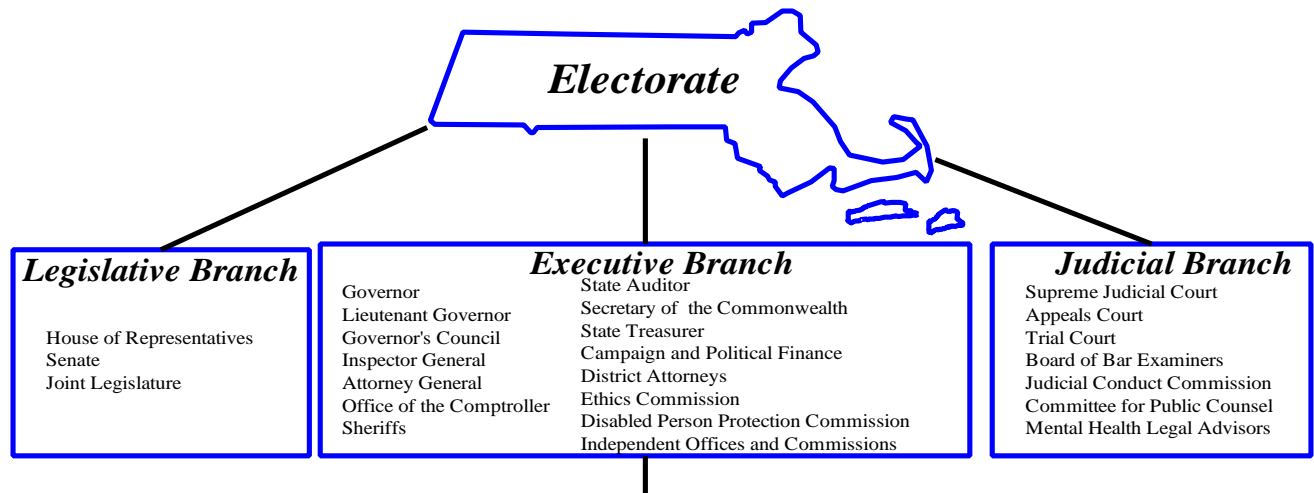 Electorate
Legislative Branch
House of Representatives
Senate
Joint Legislature
Executive Branch
Governor
Lieutenant Governor
Governor's Council
Inspector General
Attorney General
Office of the Comptroller
Sheriffs
State Auditor
Secretary of the Commonwealth
State Treasurer
Campaign and Political Finance
District Attorneys
Ethics Commission
Disabled Person Protection Commission
Independent Offices and Commissions
Judicial Branch
Supreme Judicial Court
Appeals Court
Trial Court
Board of Bar Examiners
Judicial Conduct Commission
Committee for Public Counsel
Mental Health Legal Advisors